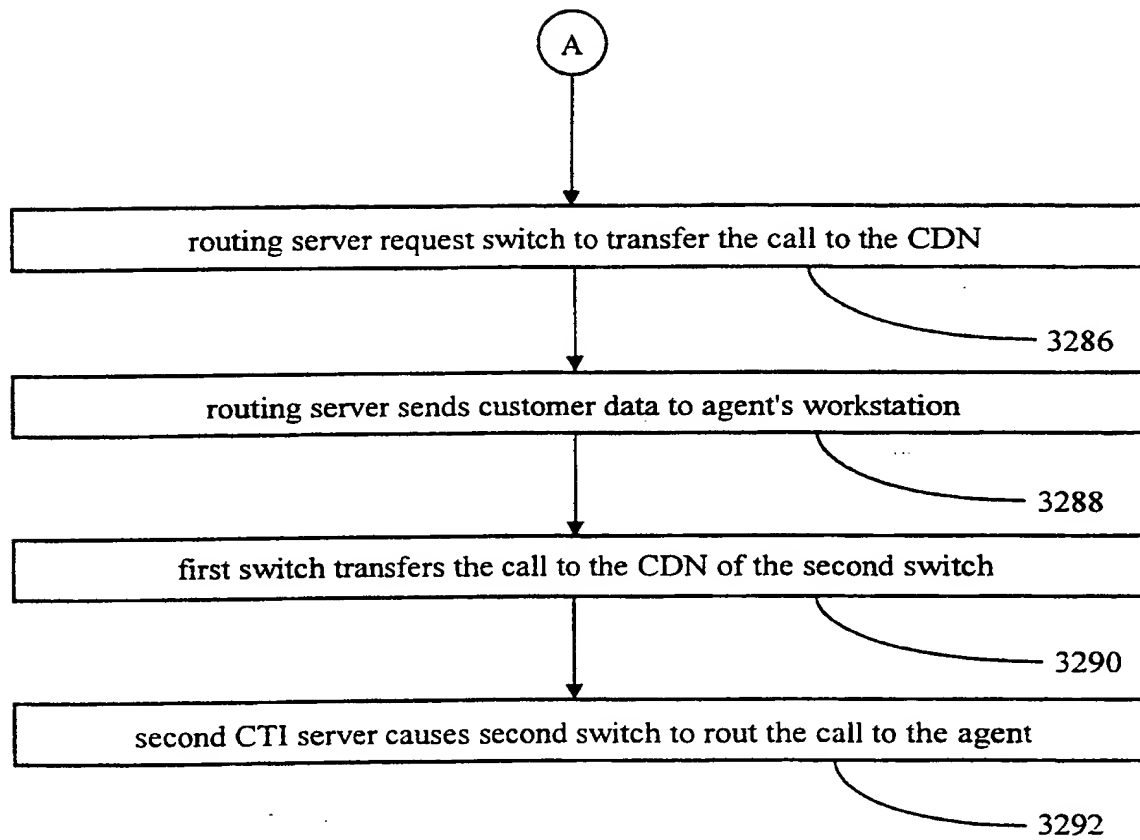 A
routing server request switch to transfer the call to the CDN
3286
routing server sends customer data to agent's workstation
3288
first switch transfers the call to the CDN of the second switch
3290
second CTI server causes second switch to rout the call to the agent
3292